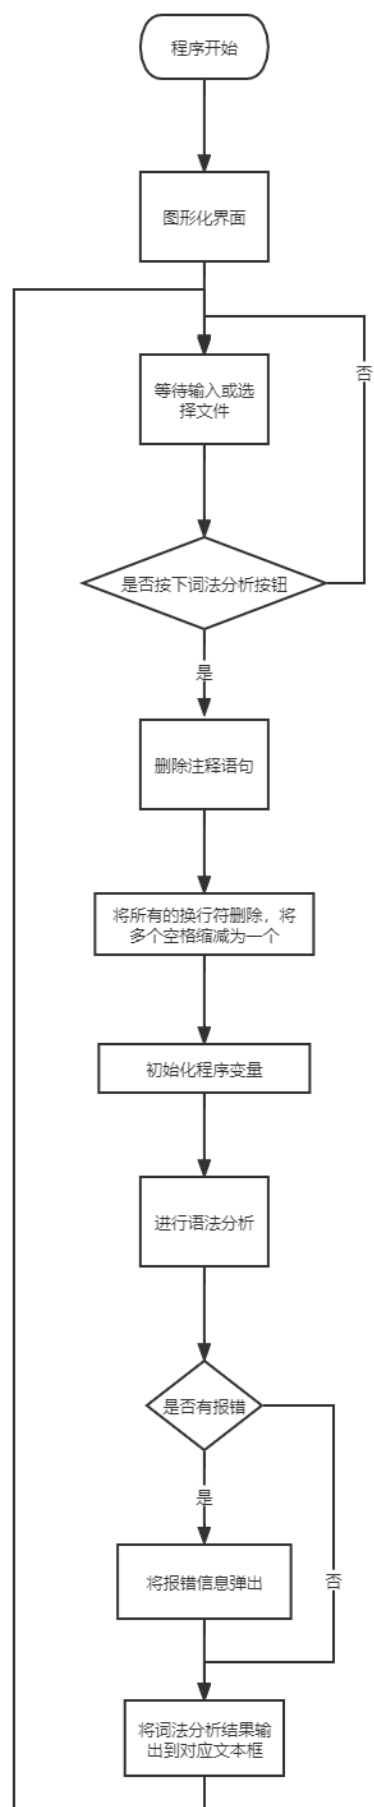 程序开始
图形化界面
否
等待输入或选
择文件
是否按下词法分析按钮
是
删除注释语句
将所有的换行符删除，将
多个空格缩减为一个
初始化程序变量
进行语法分析
是否有报错
是
将报错信息弹出
否
将词法分析结果输
出到对应文本框